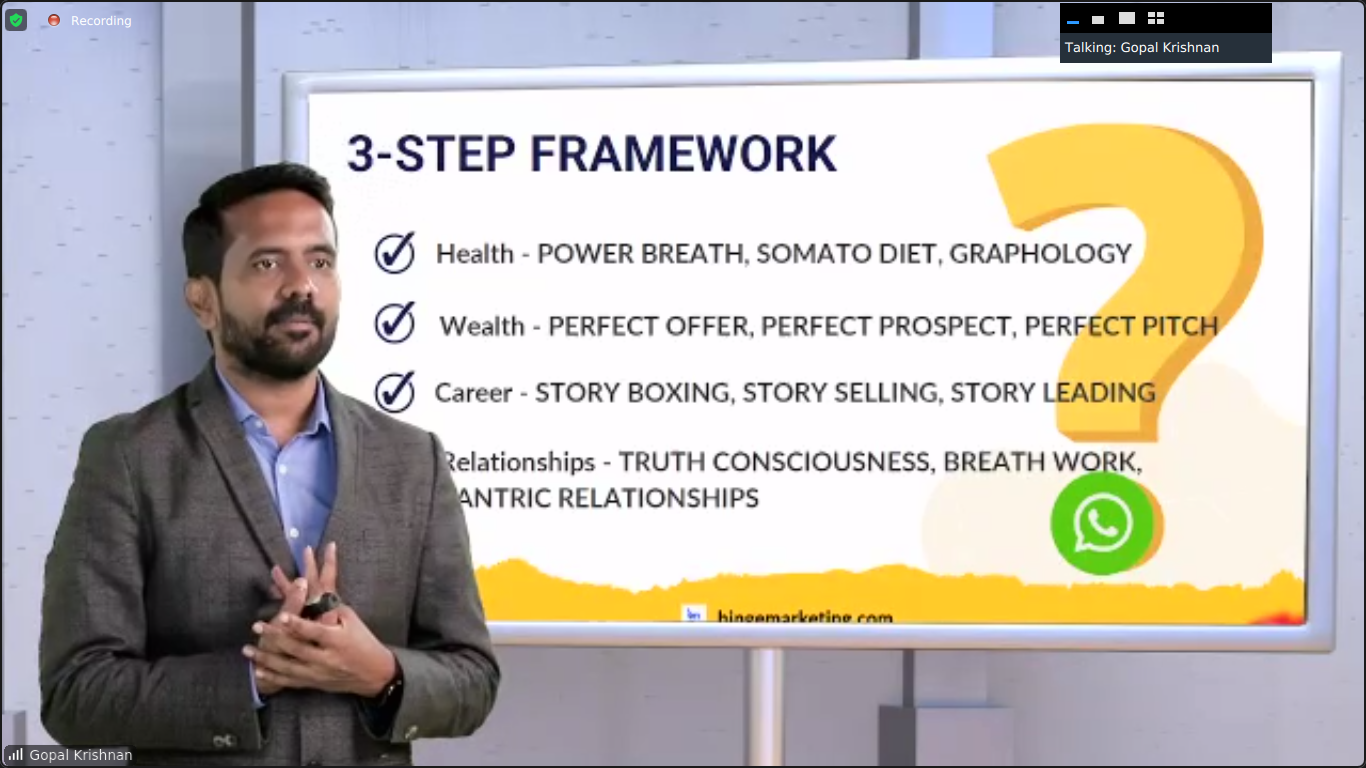 Recording
Talking: Gopal Krishnan
3-STEP FRAMEWORK
Health - POWER BREATH, SOMATO DIET, GRAPHOLOGY
Wealth - PERFECT OFFER, PERFECT PROSPECT, PERFECT PITCH
Career - STORY BOXING, STORY SELLING, STORY LEADING
Relationships - TRUTH CONSCIOUSNESS, BREATH WORK,
ANTRIC RELATIONSHIPS
in bingemarketing.com
Gopal Krishnan